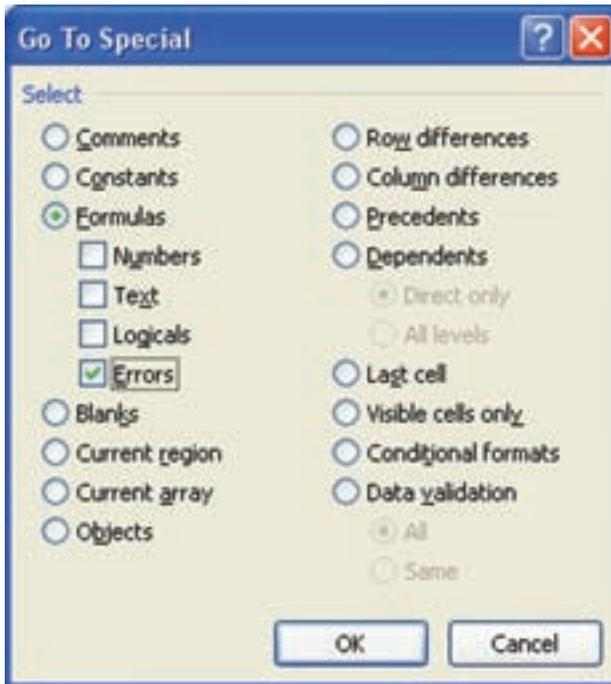 Go To Special
Select
Comments
Constants
Formulas
Numbers
Text
Logicals
Errors
Blanks
Current region
Current array
Objects
Row differences
Column differences
Precedents
Dependents
Direct only
All levels
Last cell
Visible cells only
Conditional formats
Data validation
All
Same
OK
Cancel